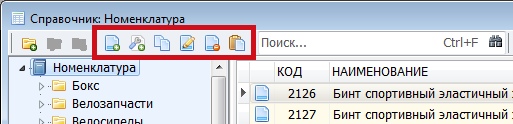 Справочник: Номенклатура
Поиск... Ctrl+F
Номенклатура
Бокс
Велозапчасти
Велосипеды
КОД НАИМЕНОВАНИЕ
2126 Бинт спортивный эластичный
2127 Бинт спортивный эластичный